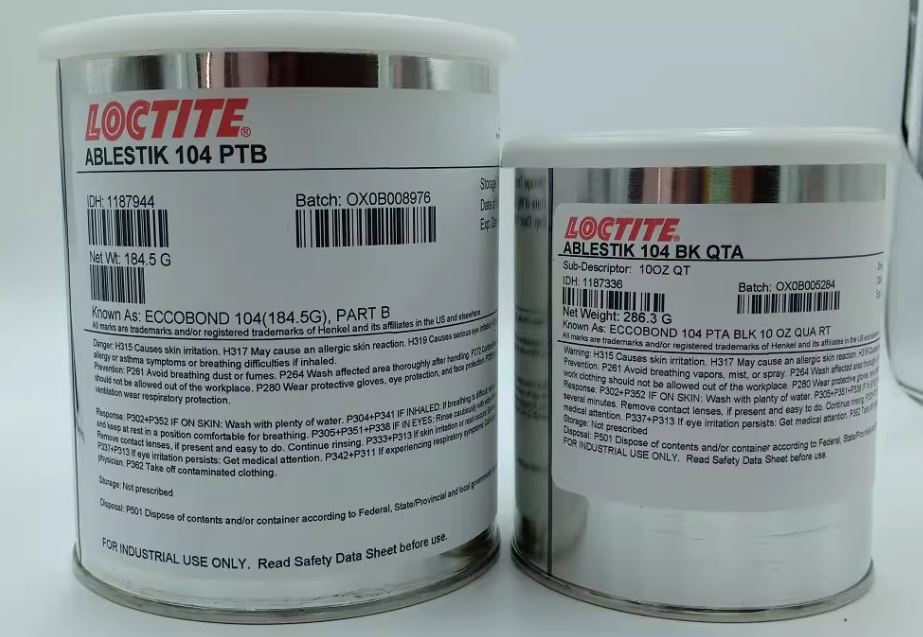 LOCTITE®
ABLESTIK 104 PTB
IDH: 1187944
Batch: OX0B008976
Net Wt: 184.5 G
Known As: ECCOBOND 104(184.5G), PART B
All marks are trademarks and/or registered trademarks of Henkel and its affiliates in the US and elsewhere
Danger: H315 Causes skin irritation. H317 May cause an allergic skin reaction. H319 Causes serious eye
allergy or asthma symptoms or breathing difficulties if inhaled.
Prevention: P261 Avoid breathing dust or fumes. P264 Wash affected area thoroughly after handling. P272
should not be allowed out of the workplace. P280 Wear protective gloves, eye protection, and face protection.
ventilation wear respiratory protection.
Response: P302+P352 IF ON SKIN: Wash with plenty of water. P304+P341 IF INHALED: If breathing is difficult
and keep at rest in a position comfortable for breathing. P305+P351+P338 IF IN EYES: Rinse cautiously with
Remove contact lenses, if present and easy to do. Continue rinsing. P333+P313 If skin irritation or rash occurs:
P337+P313 If eye irritation persists: Get medical attention. P342+P311 If experiencing respiratory symptoms:
physician. P362 Take off contaminated clothing.
Storage: Not prescribed
Disposal: P501 Dispose of contents and/or container according to Federal, State/Provincial and local
FOR INDUSTRIAL USE ONLY. Read Safety Data Sheet before use.
LOCTITE®
ABLESTIK 104 BK QTA
Sub-Descriptor: 10OZ QT
IDH: 1187336
Batch: OX0B005284
Net Weight: 286.3 G
Known As: ECCOBOND 104 PTA BLK 10 OZ QUA RT
All marks are trademarks and/or registered trademarks of Henkel and its affiliates in the US and elsewhere
Warning: H315 Causes skin irritation. H317 May cause an allergic skin reaction.
Prevention: P261 Avoid breathing vapors, mist, or spray. P264 Wash affected area
work clothing should not be allowed out of the workplace. P280 Wear protective gloves,
Response: P302+P352 IF ON SKIN: Wash with plenty of water. P305+P351+P338
several minutes. Remove contact lenses, if present and easy to do. Continue rinsing.
medical attention. P337+P313 If eye irritation persists: Get medical attention. P362 Take
Storage: Not prescribed
Disposal: P501 Dispose of contents and/or container according to Federal,
FOR INDUSTRIAL USE ONLY. Read Safety Data Sheet before use.